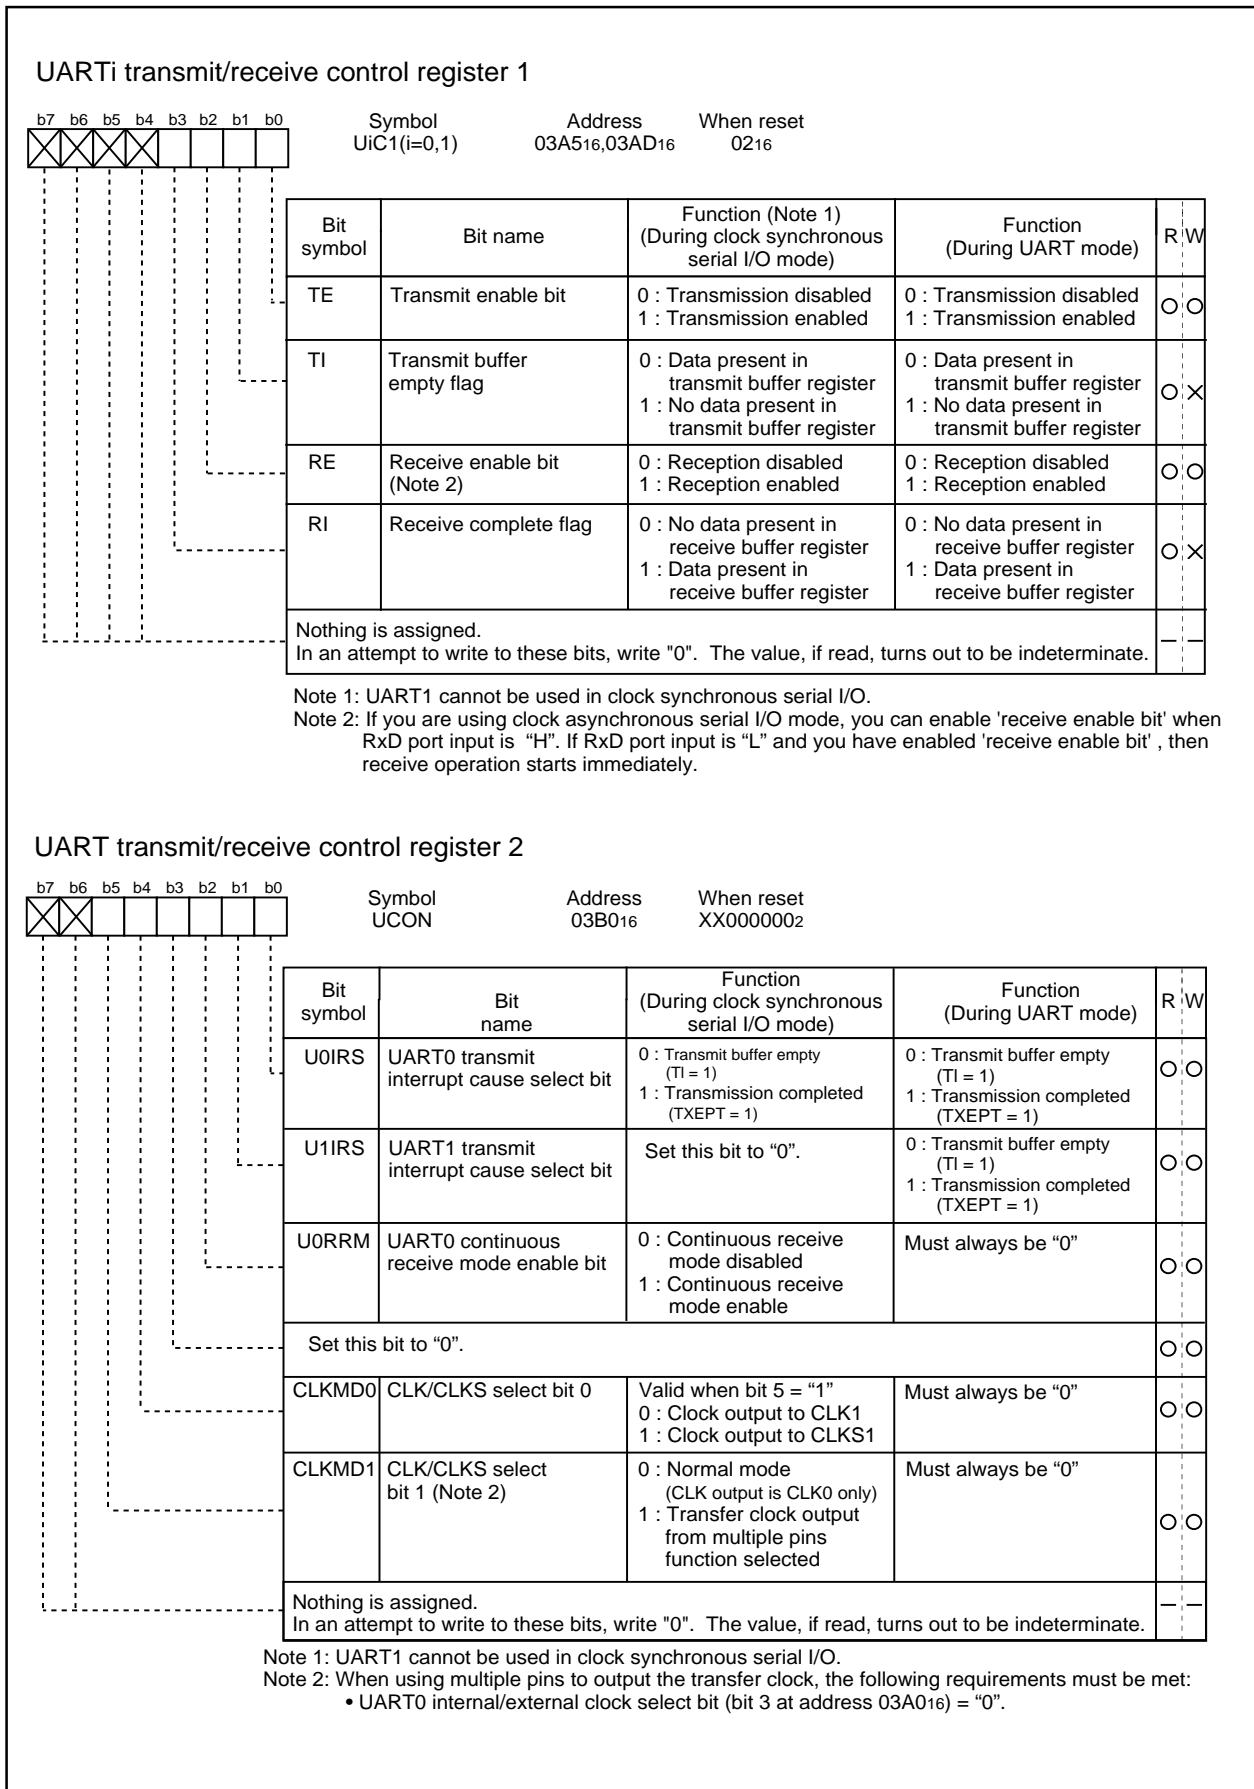 UARTi transmit/receive control register 1
b7 b6 b5 b4 b3 b2 b1 b0
Symbol Address When reset
UiC1(i=0,1) 03A516,03ADD16 0216
Bit symbol
Bit name
Function (Note 1)
(During clock synchronous
serial I/O mode)
Function
(During UART mode)
R W
TE
Transmit enable bit
0 : Transmission disabled
1 : Transmission enabled
0 : Transmission disabled
1 : Transmission enabled
TI
Transmit buffer
empty flag
0 : Data present in
transmit buffer register
1 : No data present in
transmit buffer register
0 : Data present in
transmit buffer register
1 : No data present in
transmit buffer register
RE
Receive enable bit
(Note 2)
0 : Reception disabled
1 : Reception enabled
0 : Reception disabled
1 : Reception enabled
RI
Receive complete flag
0 : No data present in
receive buffer register
1 : Data present in
receive buffer register
0 : No data present in
receive buffer register
1 : Data present in
receive buffer register
Nothing is assigned.
In an attempt to write to these bits, write "0". The value, if read, turns out to be indeterminate.
Note 1: UART1 cannot be used in clock synchronous serial I/O.
Note 2: If you are using clock asynchronous serial I/O mode, you can enable 'receive enable bit' when
RxD port input is “H”. If RxD port input is “L” and you have enabled 'receive enable bit' , then
receive operation starts immediately.
UART transmit/receive control register 2
b7 b6 b5 b4 b3 b2 b1 b0
Symbol Address When reset
UCON 03B016 XX0000002
Bit symbol
Bit
name
Function
(During clock synchronous
serial I/O mode)
Function
(During UART mode)
R W
U0IRS
UART0 transmit
interrupt cause select bit
0 : Transmit buffer empty
(TI = 1)
1 : Transmission completed
(TXEPT = 1)
0 : Transmit buffer empty
(TI = 1)
1 : Transmission completed
(TXEPT = 1)
U1IRS
UART1 transmit
interrupt cause select bit
Set this bit to “0”.
0 : Transmit buffer empty
(TI = 1)
1 : Transmission completed
(TXEPT = 1)
U0RRM
UART0 continuous
receive mode enable bit
0 : Continuous receive
mode disabled
1 : Continuous receive
mode enable
Must always be “0”
Set this bit to “0”.
CLKMD0
CLK/CLKS select bit 0
Valid when bit 5 = “1”
0 : Clock output to CLK1
1 : Clock output to CLKS1
Must always be “0”
CLKMD1
CLK/CLKS select
bit 1 (Note 2)
0 : Normal mode
(CLK output is CLK0 only)
1 : Transfer clock output
from multiple pins
function selected
Must always be “0”
Nothing is assigned.
In an attempt to write to these bits, write "0". The value, if read, turns out to be indeterminate.
Note 1: UART1 cannot be used in clock synchronous serial I/O.
Note 2: When using multiple pins to output the transfer clock, the following requirements must be met:
• UART0 internal/external clock select bit (bit 3 at address 03A016) = “0”.